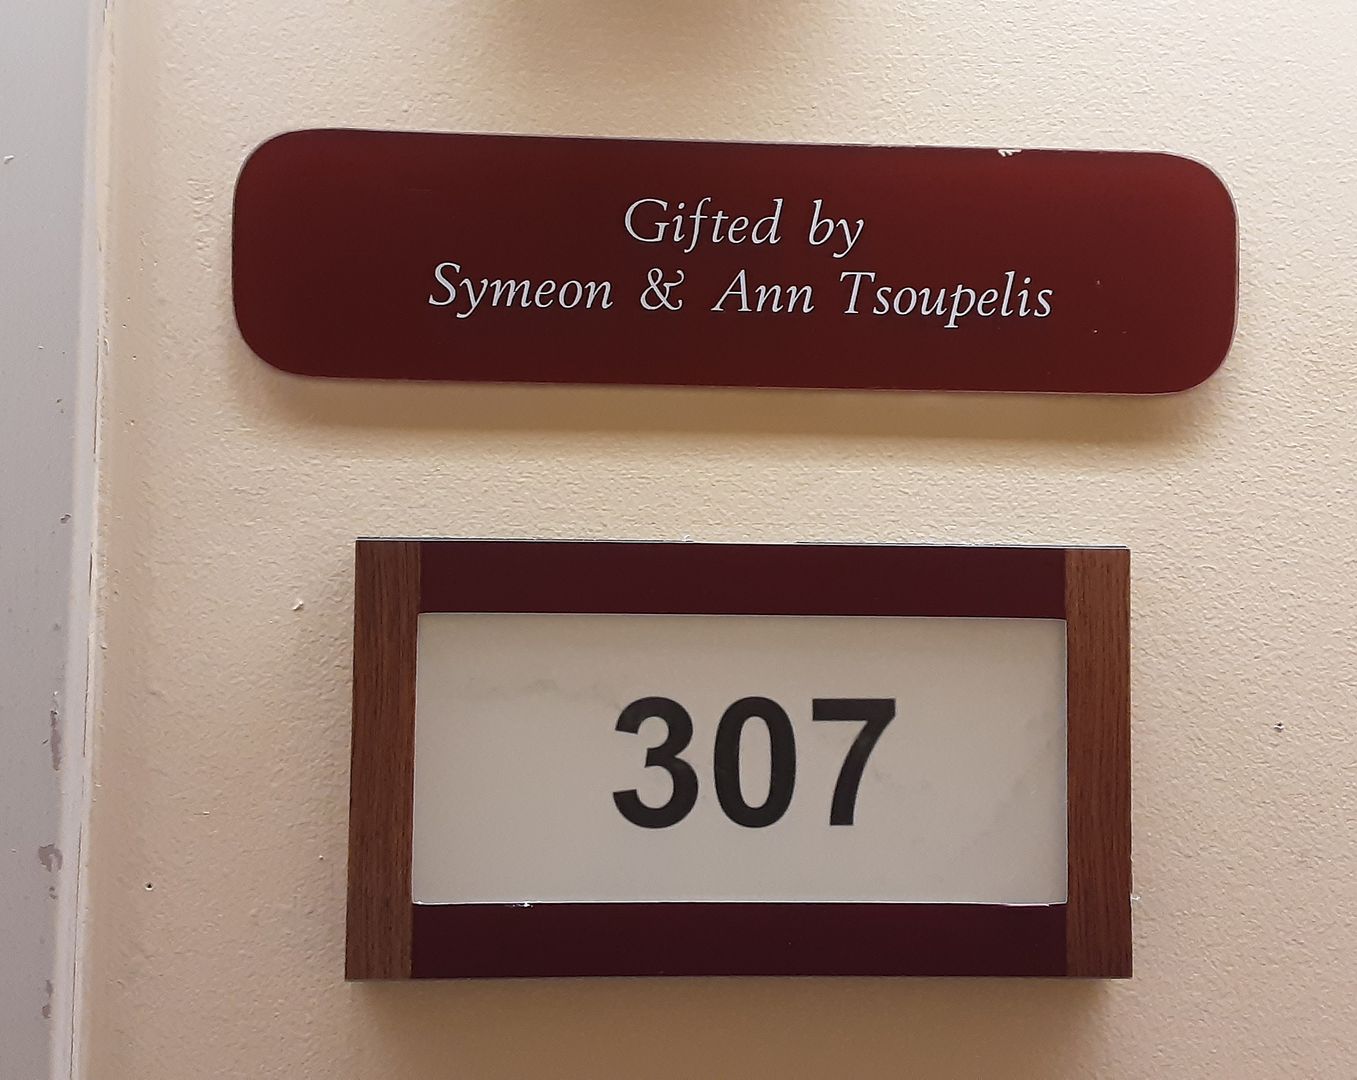 Gifted by
Symeon & Ann Tsoupelis
307